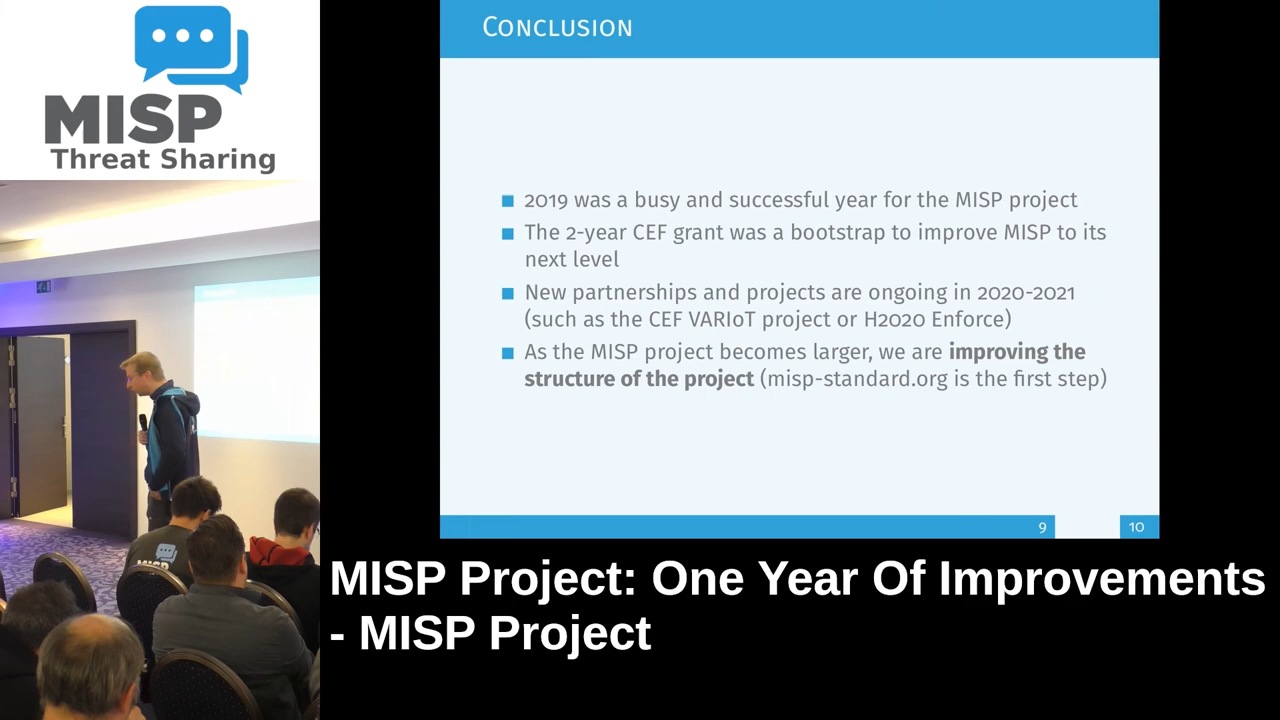 MISP
Threat Sharing
CONCLUSION
2019 was a busy and successful year for the MISP project
The 2-year CEF grant was a bootstrap to improve MISP to its
next level
New partnerships and projects are ongoing in 2020-2021
(such as the CEF VARIoT project or H2020 Enforce)
As the MISP project becomes larger, we are improving the
structure of the project (misp-standard.org is the first step)
9
10
MISP
MISP Project: One Year Of Improvements
- MISP Project